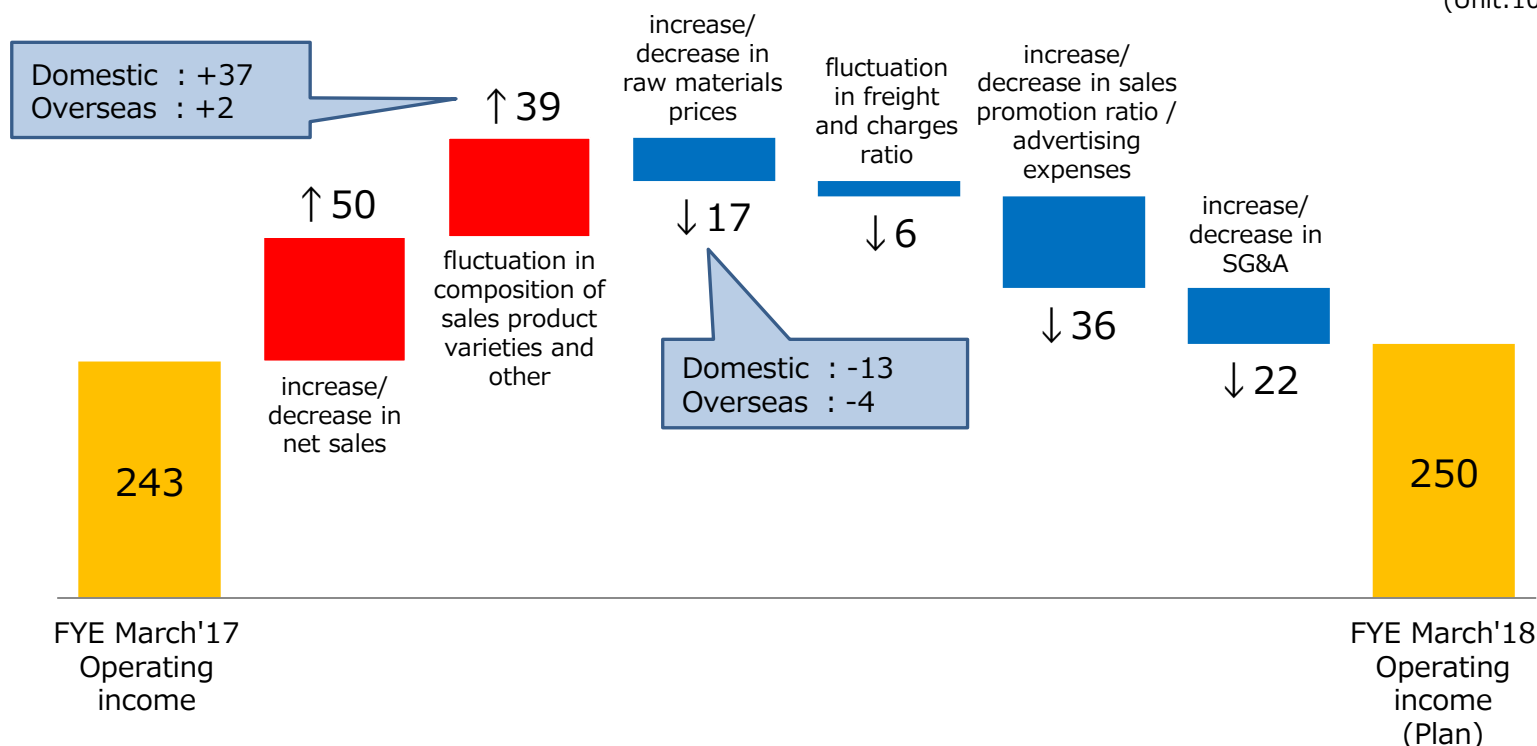 (Unit:10
Domestic : +37
Overseas : +2
↑50
increase/
decrease in
net sales
↑39
fluctuation in
composition of
sales product
varieties and
other
increase/
decrease in
raw materials
prices
↓17
Domestic : -13
Overseas : -4
fluctuation
in freight
and charges
ratio
↓6
increase/
decrease in sales
promotion ratio /
advertising
expenses
↓36
increase/
decrease in
SG&A
↓22
243
250
FYE March'17
Operating
income
FYE March'18
Operating
income
(Plan)